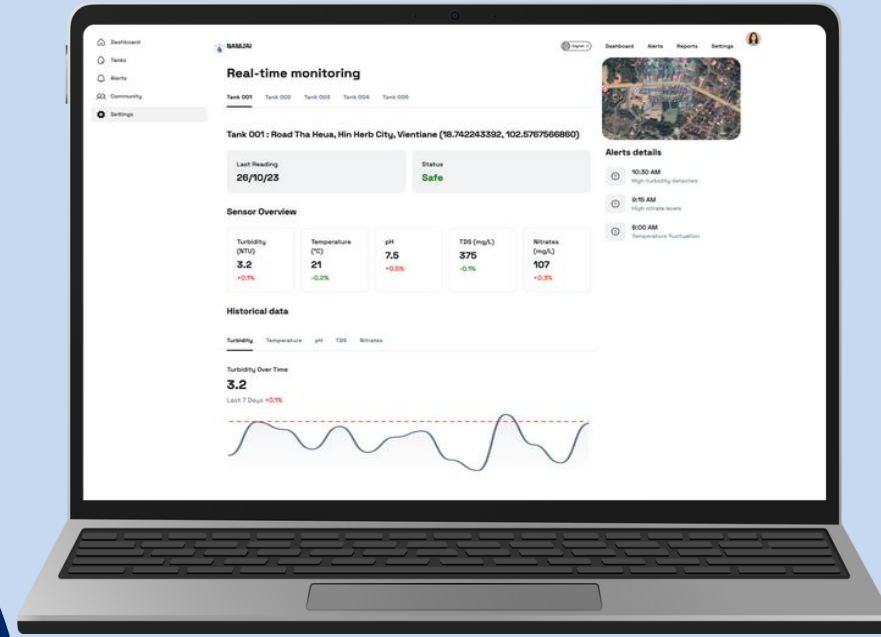 Dashboard
Tanks
Alerts
Community
Settings
NAMJAI
English
Dashboard Alerts Reports Settings
Real-time monitoring
Tank 001 Tank 002 Tank 003 Tank 004 Tank 005
Tank 001 : Road Tha Heua, Hin Herb City, Vientiane (18.742243392, 102.5767566860)
Last Reading
26/10/23
Status
Safe
Sensor Overview
Turbidity
(NTU)
3.2
+0.1%
Temperature
(°C)
21
-0.2%
pH
7.5
+0.5%
TDS (mg/L)
375
-0.1%
Nitrates
(mg/L)
107
+0.3%
Historical data
Turbidity Temperature pH TDS Nitrates
Turbidity Over Time
3.2
Last 7 Days +0.1%
Alerts details
10:30 AM
High turbidity detected
9:15 AM
High nitrate levels
8:00 AM
Temperature fluctuation